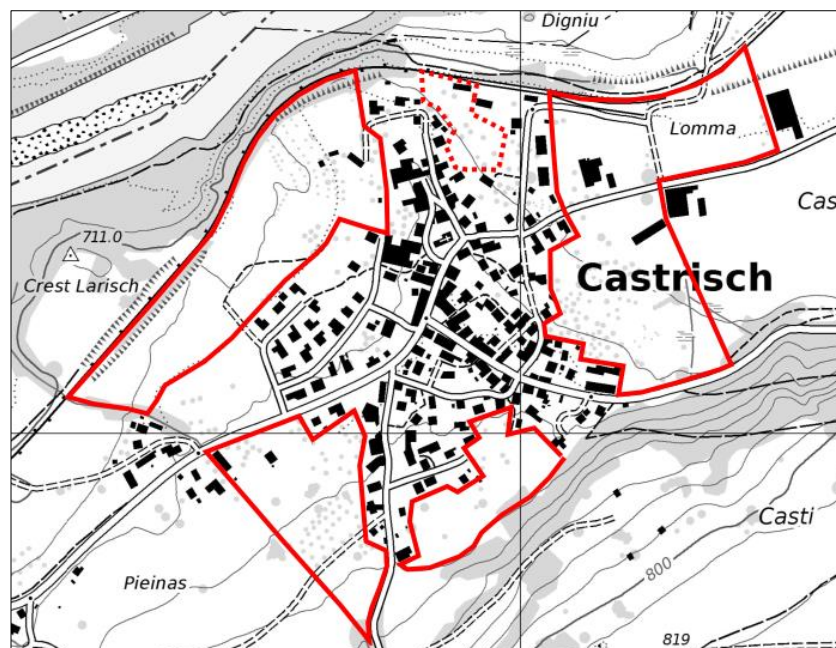 Digniu
Lomma
Cas
711.0
Crest Larisch
Castrisch
Casti
800
Pieinas
819